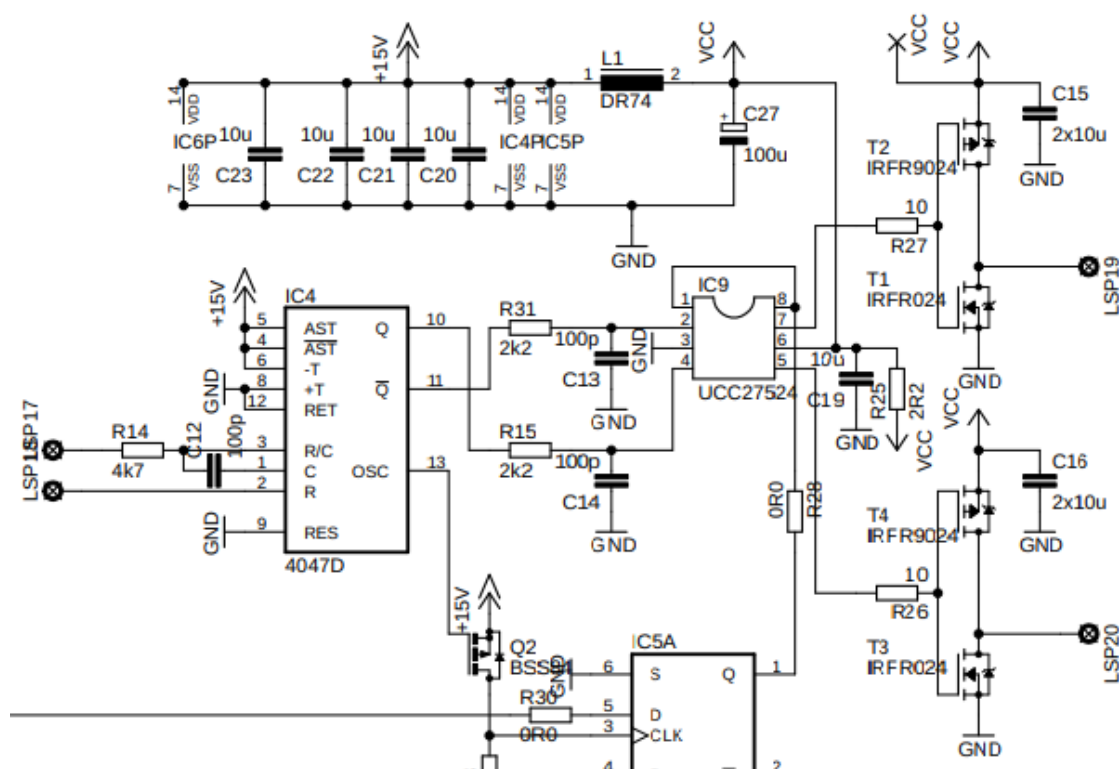 +15V
VCC
VCC
VCC
L1
1
2
DR74
C27
+
100u
14
VDD
IC6P
7
VSS
10u
C23
10u
C22
10u
C21
10u
C20
14
VDD
IC4P
7
VSS
14
VDD
IC5P
7
VSS
GND
C15
2x10u
GND
T2
IRFR9024
10
R27
T1
IRFR024
LSP19
GND
+15V
IC4
5 AST
4 AST
6 -T
8 +T
12 RET
3 R/C
1 C
2 R
9 RES
Q 10
Q 11
OSC 13
4047D
GND
GND
LSP17
LSP18
R14
4k7
C12
100p
R31
2k2
100p
C13
GND
R15
2k2
100p
C14
GND
IC9
1
2
3
4
8
7
6
5
UCC27524
GND
10u
C19
GND
R25
2R2
VCC
0R0
R28
VCC
C16
2x10u
GND
T4
IRFR9024
10
R26
T3
IRFR024
LSP20
GND
+15V
Q2
GND
R30
0R0
IC5A
6 S
5 D
3 CLK
4
Q 1
2